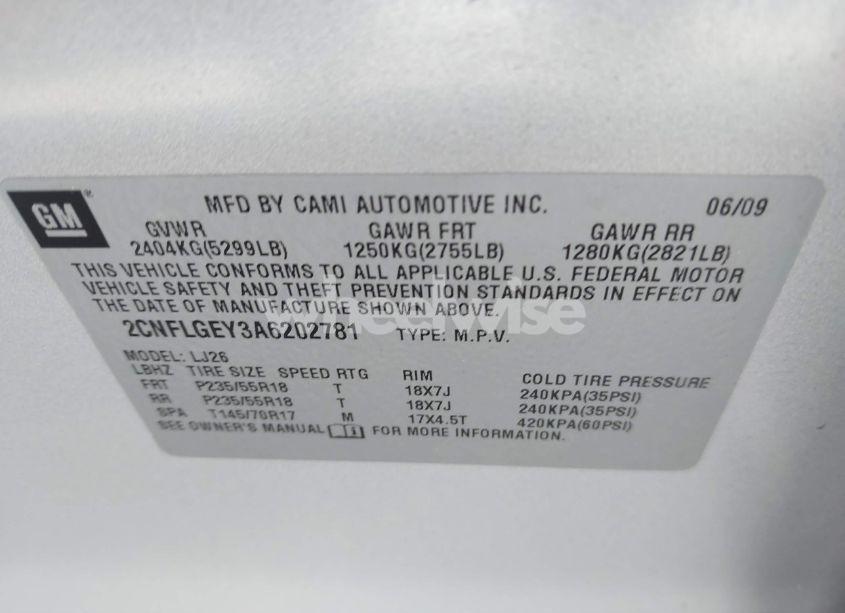 GM®
MFD BY CAMI AUTOMOTIVE INC. 06/09
GVWR GAWR FRT GAWR RR
2404KG(5299LB) 1250KG(2755LB) 1280KG(2821LB)
THIS VEHICLE CONFORMS TO ALL APPLICABLE U.S. FEDERAL MOTOR
VEHICLE SAFETY AND THEFT PREVENTION STANDARDS IN EFFECT ON
THE DATE OF MANUFACTURE SHOWN ABOVE.
wheelwise
2CNFLGEY3A6202781 TYPE: M.P.V.
MODEL: LJ26
LBHZ TIRE SIZE SPEED RTG RIM COLD TIRE PRESSURE
FRT P235/55R18 T 18X7J 240KPA(35PSI)
RR P235/55R18 T 18X7J 240KPA(35PSI)
SPA T145/70R17 M 17X4.5T 420KPA(60PSI)
SEE OWNER'S MANUAL FOR MORE INFORMATION.